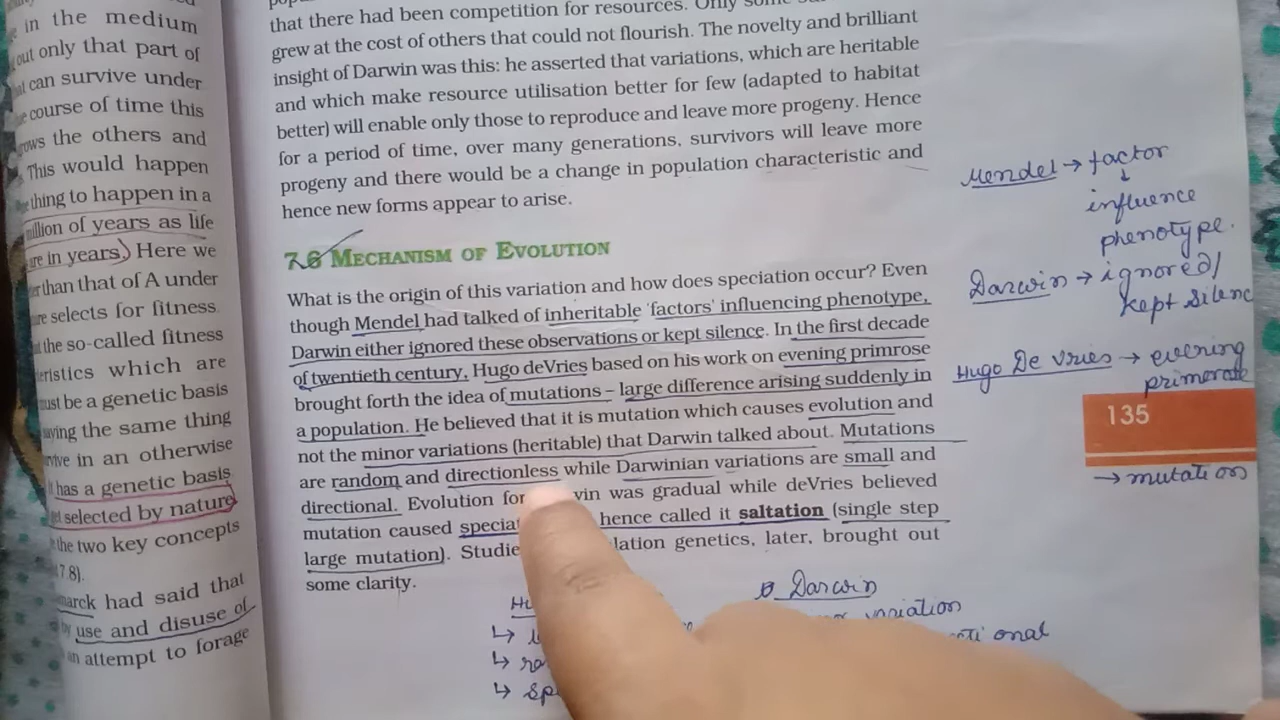 in the medium
out only that part of
can survive under
course of time this
the others and
This would happen
thing to happen in a
million of years as life
in years.) Here we
than that of A under
selects for fitness
the so-called fitness
which are
must be a genetic basis
saying the same thing
in an otherwise
has a genetic basis
selected by nature
the two key concepts
7.8).
had said that
use and disuse of
an attempt to forage
that there had been competition for resources. Only some
grew at the cost of others that could not flourish. The novelty and brilliant
insight of Darwin was this: he asserted that variations, which are heritable
and which make resource utilisation better for few (adapted to habitat
better) will enable only those to reproduce and leave more progeny. Hence
for a period of time, over many generations, survivors will leave more
progeny and there would be a change in population characteristic and
hence new forms appear to arise.
7.6 MECHANISM OF EVOLUTION
What is the origin of this variation and how does speciation occur? Even
though Mendel had talked of inheritable 'factors' influencing phenotype,
Darwin either ignored these observations or kept silence. In the first decade
of twentieth century, Hugo deVries based on his work on evening primrose
brought forth the idea of mutations – large difference arising suddenly in
a population. He believed that it is mutation which causes evolution and
not the minor variations (heritable) that Darwin talked about. Mutations
are random and directionless while Darwinian variations are small and
directional. Evolution for was gradual while deVries believed
mutation caused hence called it saltation (single step
large mutation). genetics, later, brought out
some clarity.
Mendel → factor
↓
influence
phenotype.
Darwin → ignored/
kept Silenc
Hugo De Vries → evening
135
→ mutation
Darwin
variation